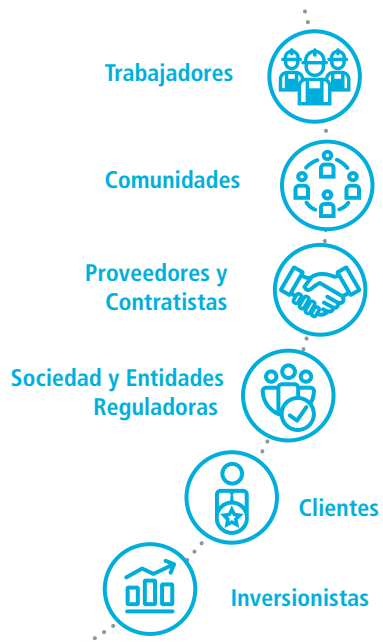 Trabajadores
Comunidades
Proveedores y
Contratistas
Sociedad y Entidades
Reguladoras
Clientes
Inversionistas